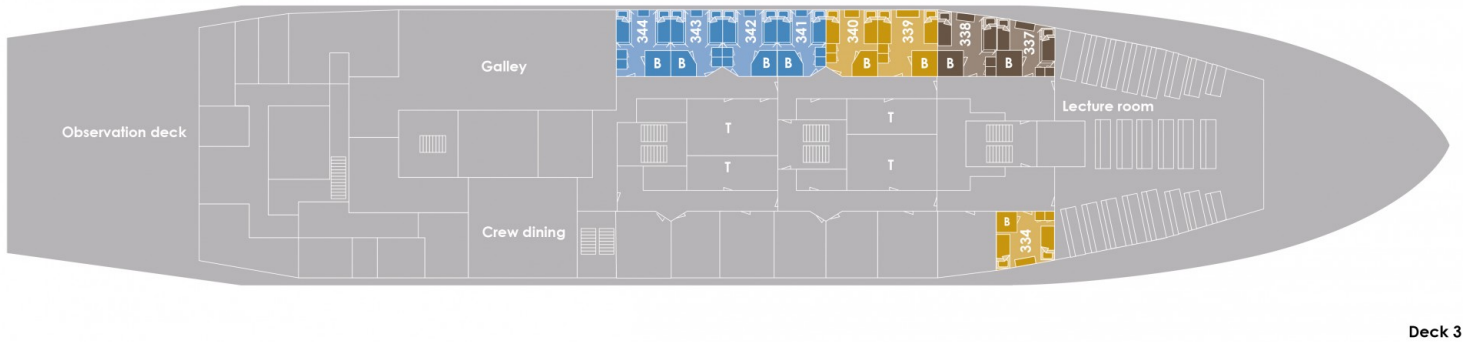 344
343
342
341
340
339
338
337
B
B
B
B
B
B
B
B
Galley
Lecture room
Observation deck
T
T
T
T
Crew dining
B
334
Deck 3